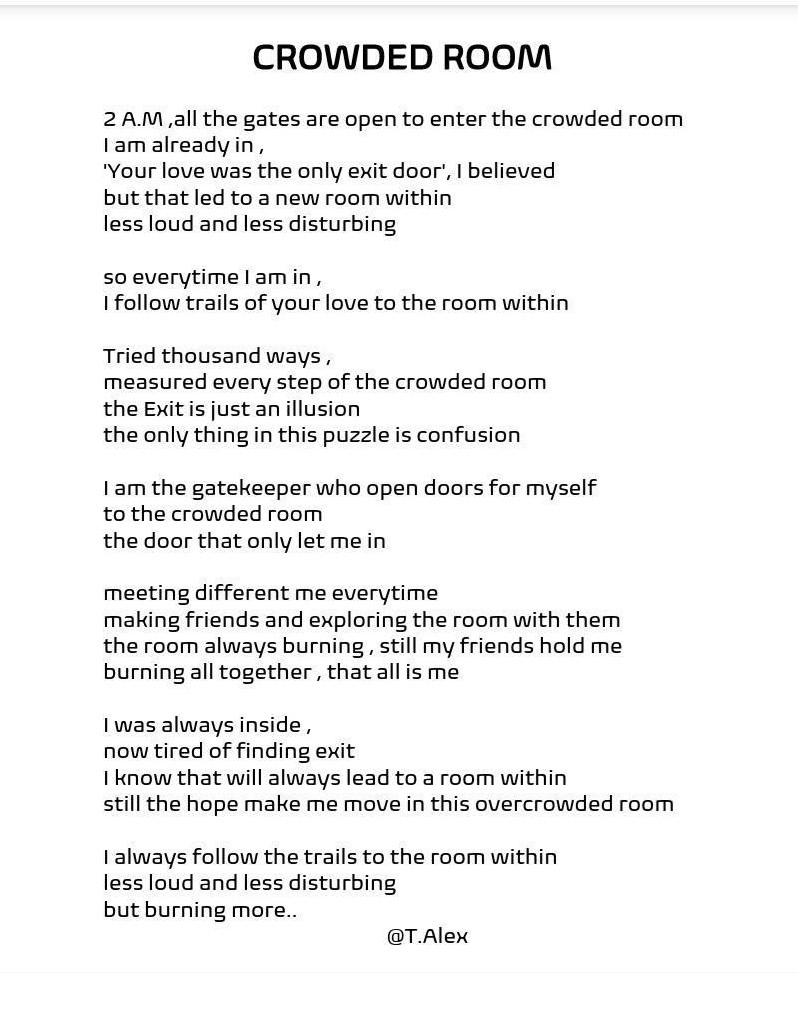 CROWDED ROOM
2 A.M ,all the gates are open to enter the crowded room
I am already in ,
'Your love was the only exit door', I believed
but that led to a new room within
less loud and less disturbing
so everytime I am in ,
I follow trails of your love to the room within
Tried thousand ways ,
measured every step of the crowded room
the Exit is just an illusion
the only thing in this puzzle is confusion
I am the gatekeeper who open doors for myself
to the crowded room
the door that only let me in
meeting different me everytime
making friends and exploring the room with them
the room always burning , still my friends hold me
burning all together , that all is me
I was always inside ,
now tired of finding exit
I know that will always lead to a room within
still the hope make me move in this overcrowded room
I always follow the trails to the room within
less loud and less disturbing
but burning more..
@T.Alex